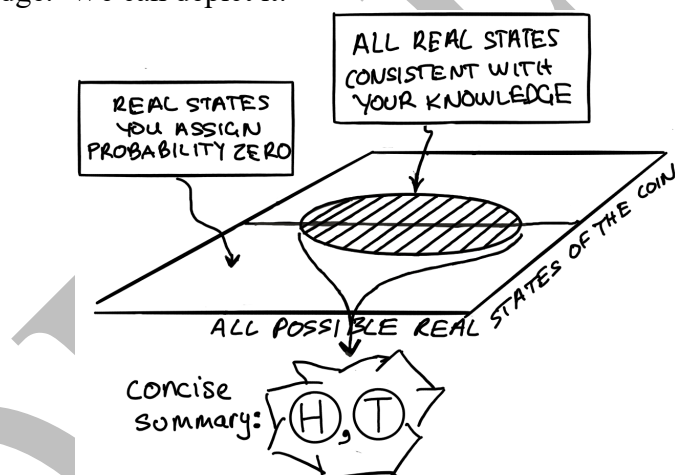 dge. We can depict it:
ALL REAL STATES
CONSISTENT WITH
YOUR KNOWLEDGE
REAL STATES
YOU ASSIGN
PROBABILITY ZERO
ALL POSSIBLE REAL STATES OF THE COIN
Concise
summary: H, T